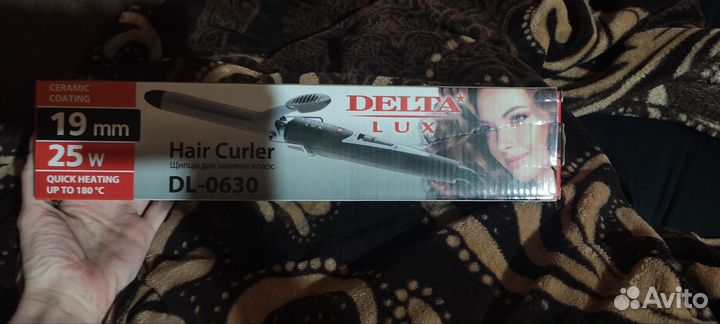 CERAMIC
COATING
19 mm
25 W
QUICK HEATING
UP TO 180 °C
Hair Curler
Щипцы для завивки волос
DL-0630
DELTA
LUX
Avito